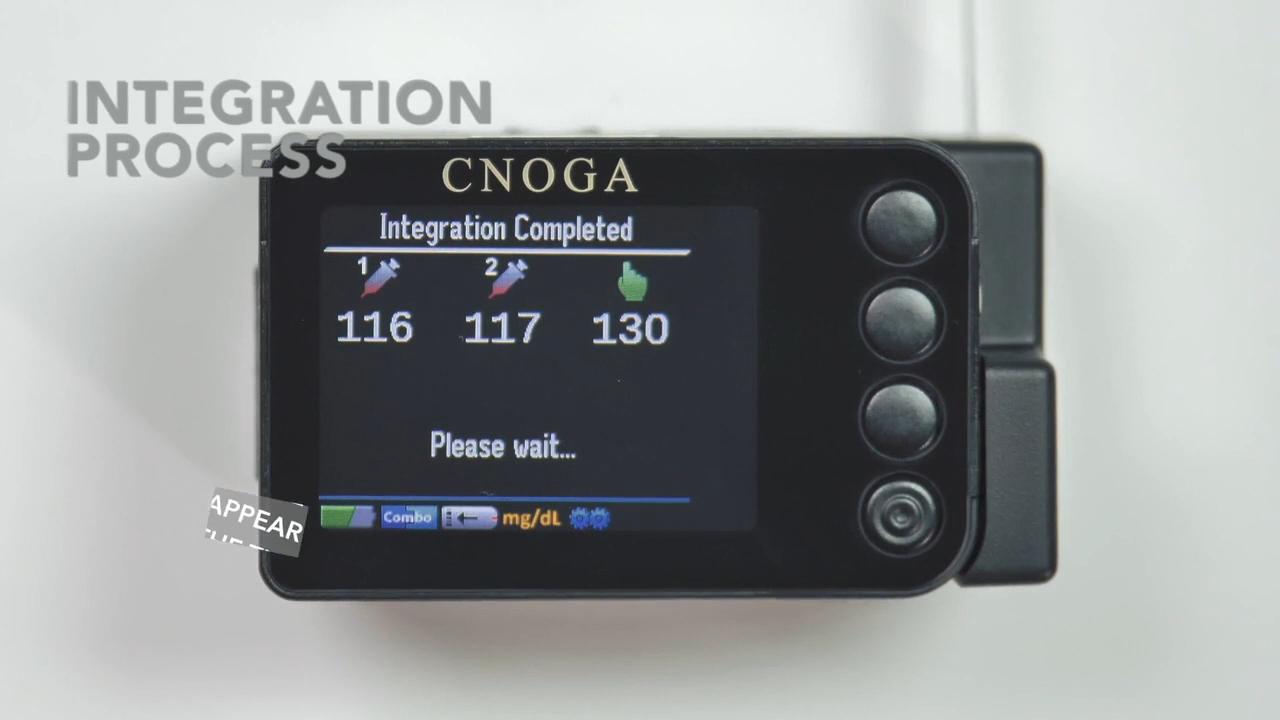 INTEGRATION
PROCESS
CNOGA
Integration Completed
1 2
116 117 130
Please wait...
APPEAR
Combo mg/dL